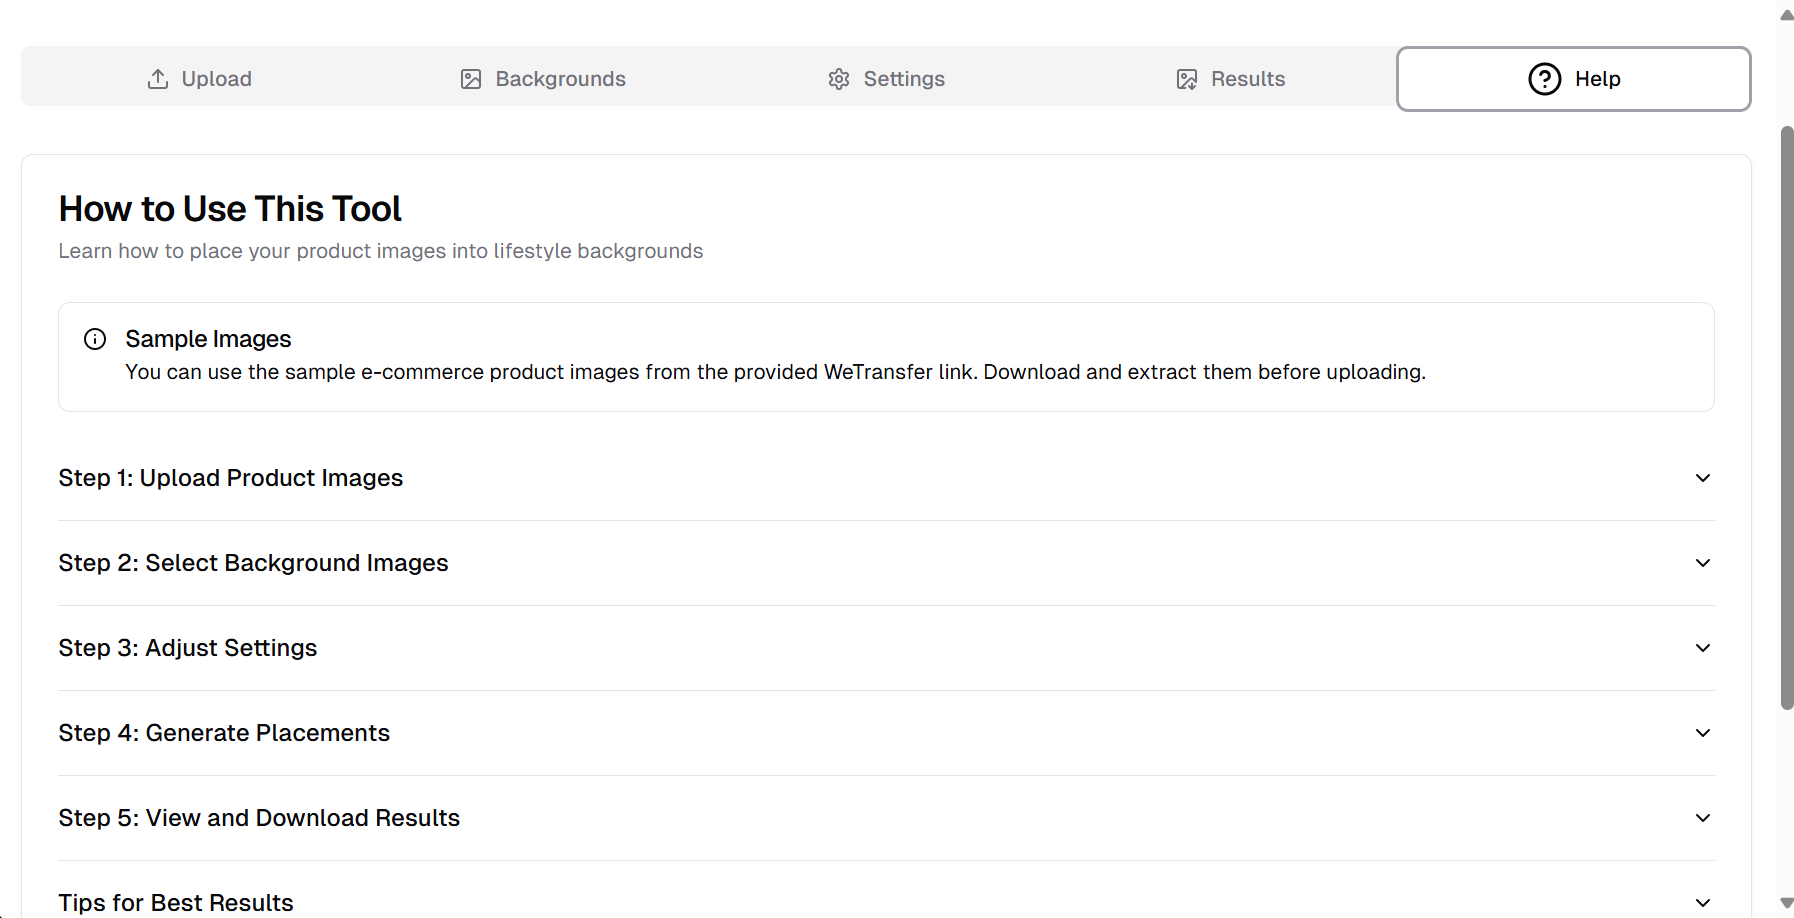 Upload
Backgrounds
Settings
Results
Help
How to Use This Tool
Learn how to place your product images into lifestyle backgrounds
Sample Images
You can use the sample e-commerce product images from the provided WeTransfer link. Download and extract them before uploading.
Step 1: Upload Product Images
Step 2: Select Background Images
Step 3: Adjust Settings
Step 4: Generate Placements
Step 5: View and Download Results
Tips for Best Results